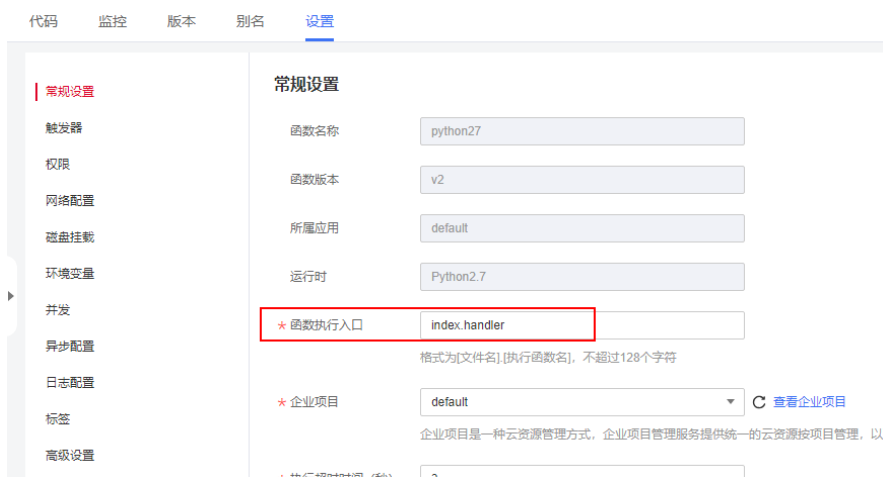 代码 监控 版本 别名 设置
常规设置
触发器
权限
网络配置
磁盘挂载
环境变量
并发
异步配置
日志配置
标签
高级设置
常规设置
函数名称 python27
函数版本 v2
所属应用 default
运行时 Python2.7
* 函数执行入口 index.handler
格式为[文件名].[执行函数名]，不超过128个字符
* 企业项目 default 查看企业项目
企业项目是一种云资源管理方式，企业项目管理服务提供统一的云资源按项目管理，以
* 执行超时时间（秒）